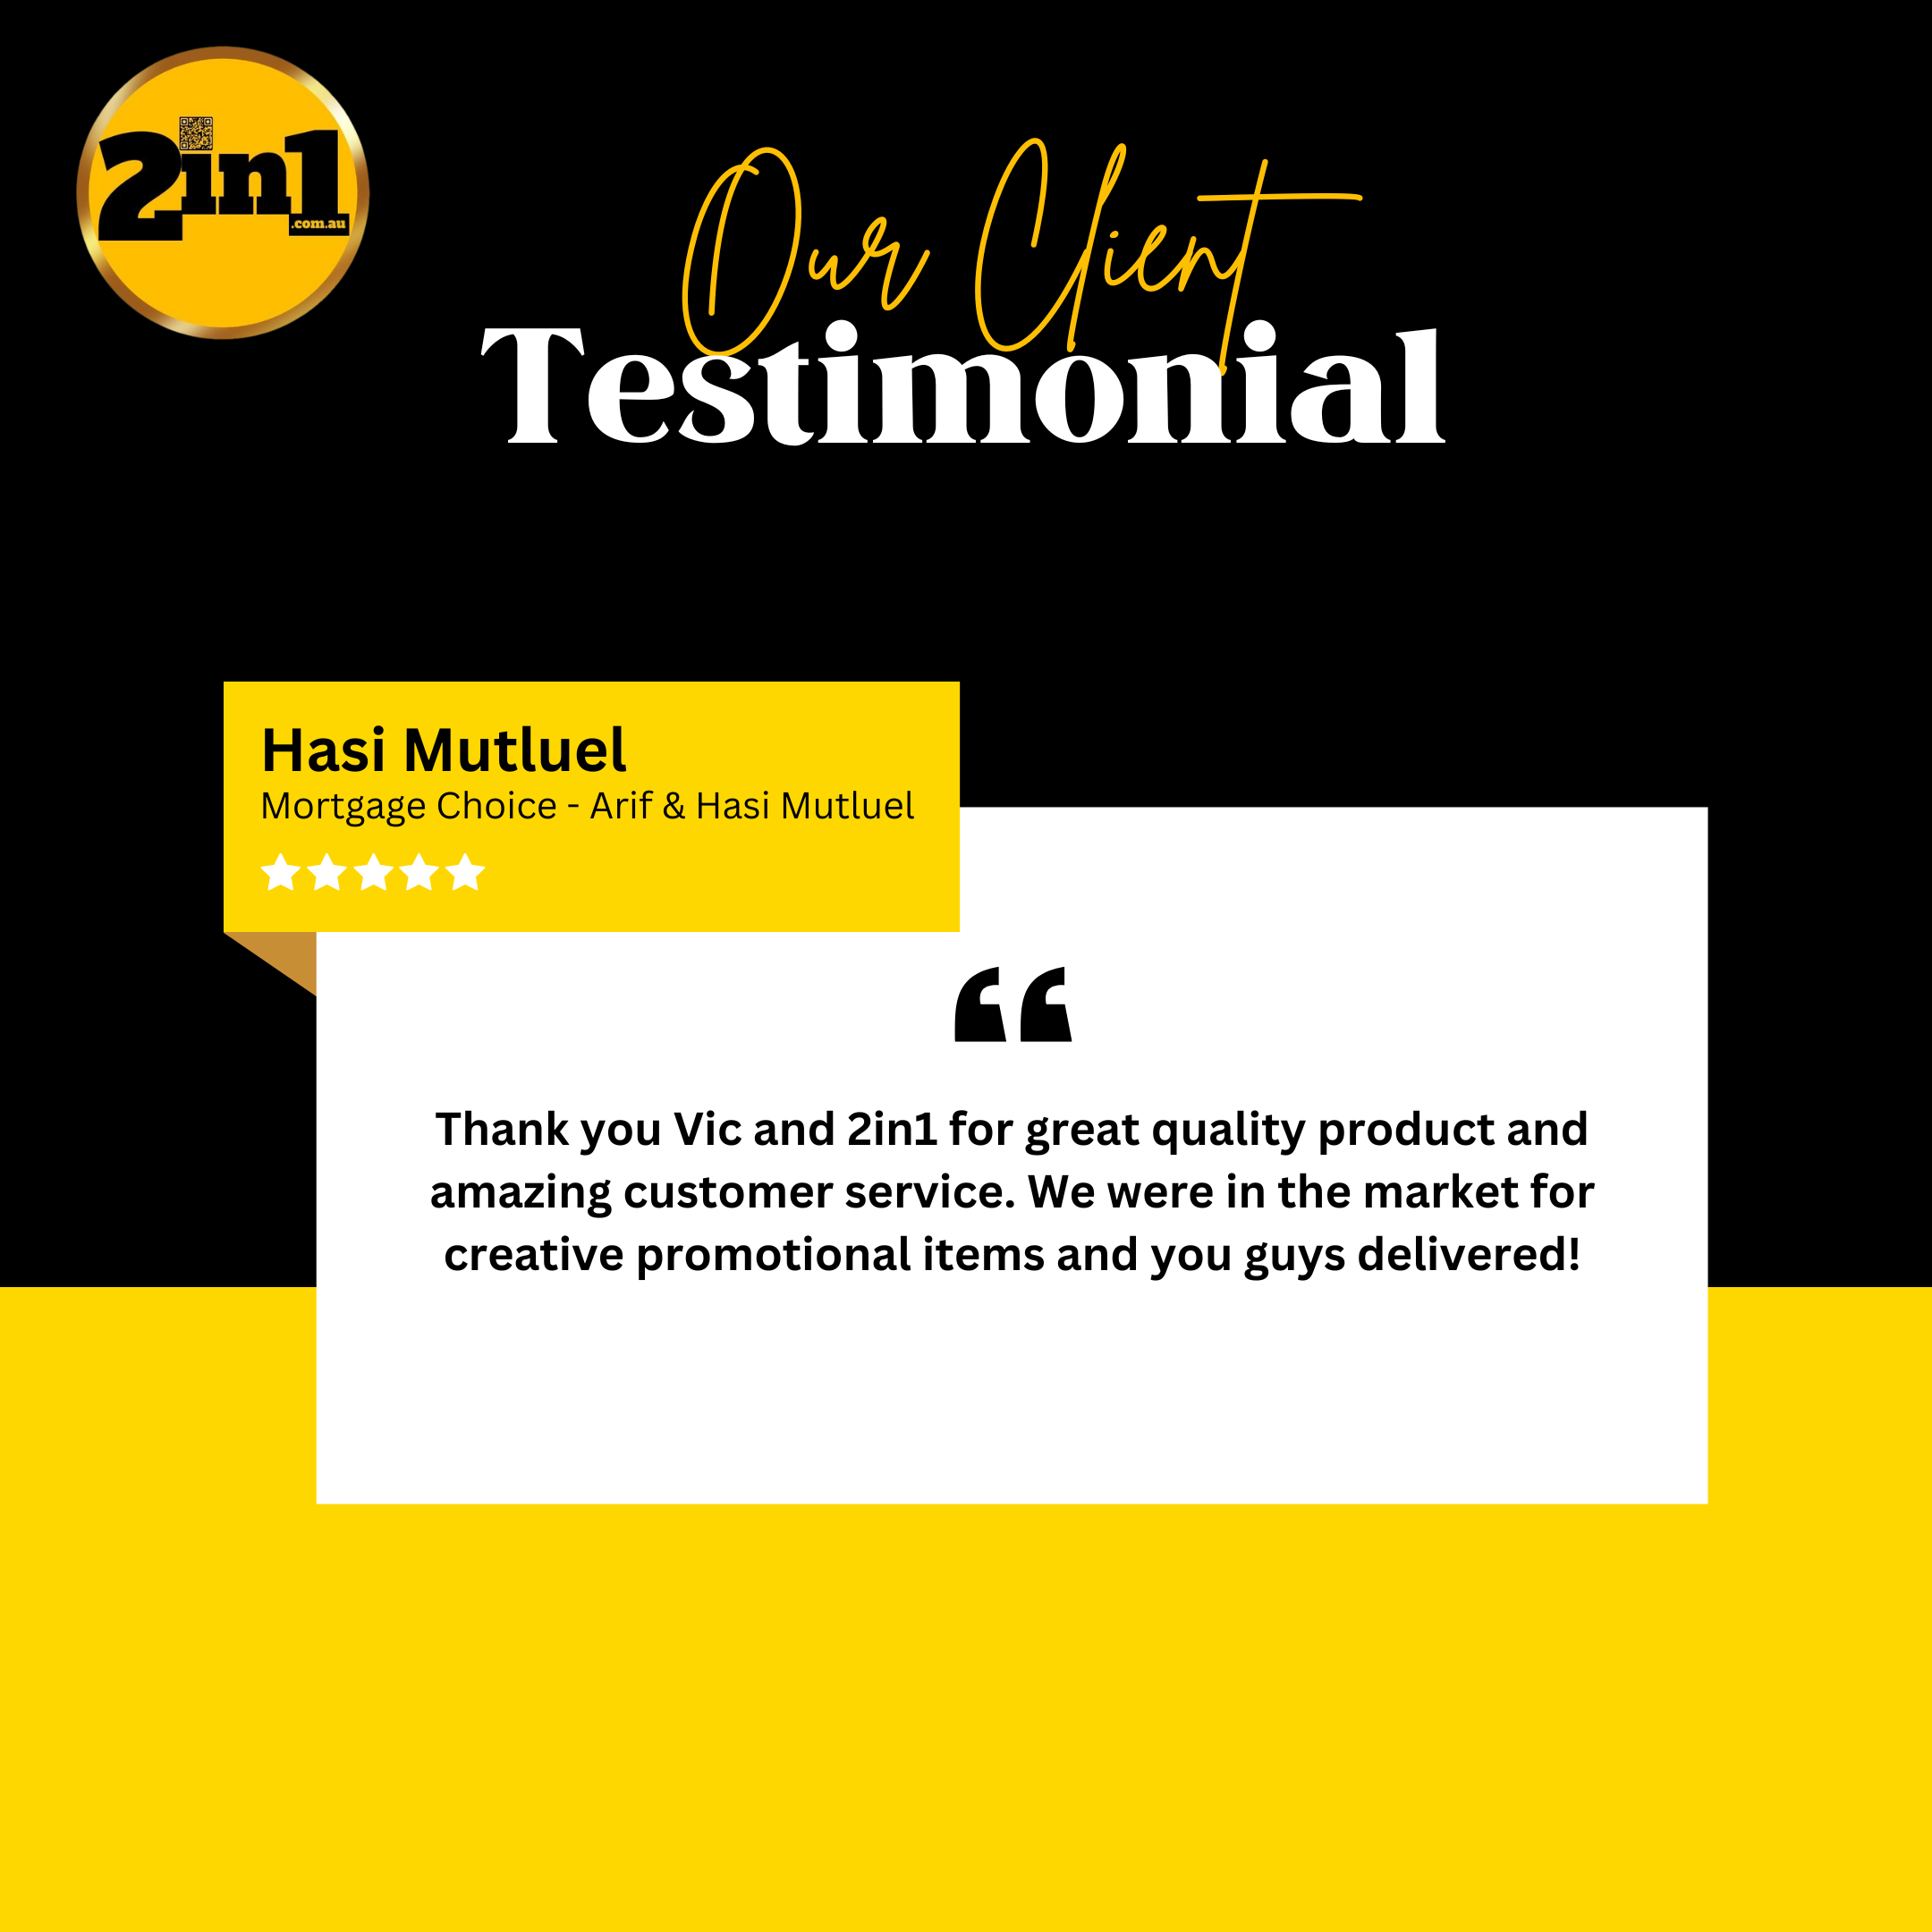 2in1
.com.au
Our Client
Testimonial
Hasi Mutluel
Mortgage Choice - Arif & Hasi Mutluel
“
Thank you Vic and 2in1 for great quality product and
amazing customer service. We were in the market for
creative promotional items and you guys delivered!